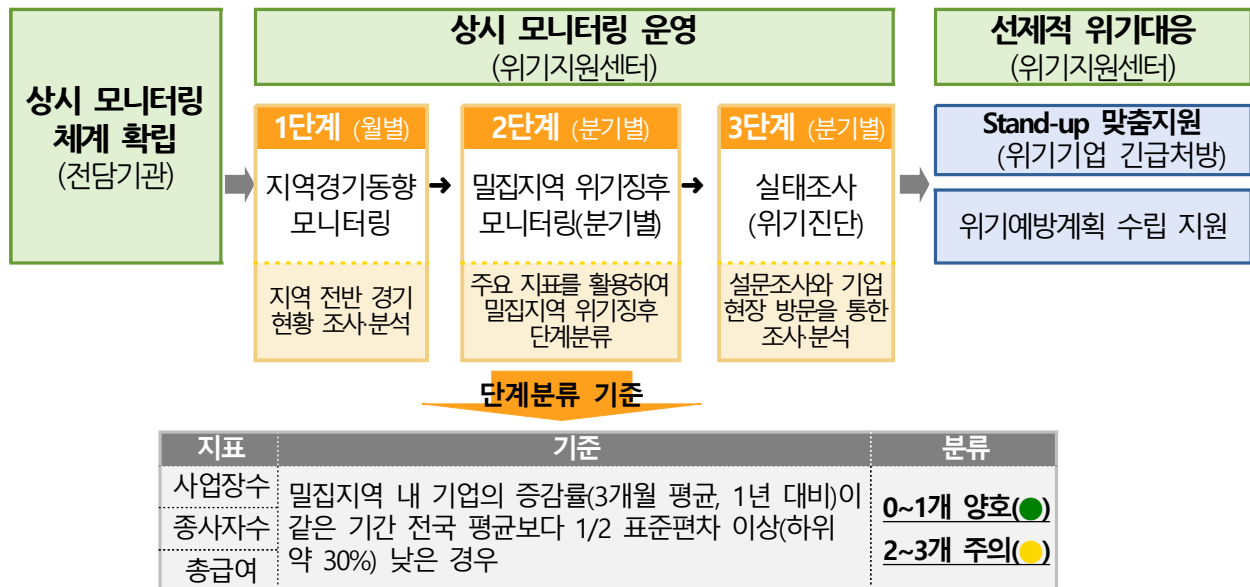 상시 모니터링
체계 확립
(전담기관)
상시 모니터링 운영
(위기지원센터)
1단계 (월별)
지역경기동향
모니터링
지역 전반 경기
현황 조사·분석
2단계 (분기별)
밀집지역 위기징후
모니터링(분기별)
주요 지표를 활용하여
밀집지역 위기징후
단계분류
3단계 (분기별)
실태조사
(위기진단)
설문조사와 기업
현장 방문을 통한
조사·분석
선제적 위기대응
(위기지원센터)
Stand-up 맞춤지원
(위기기업 긴급처방)
위기예방계획 수립 지원
단계분류 기준
지표 기준 분류
사업장수
종사자수
총급여
밀집지역 내 기업의 증감률(3개월 평균, 1년 대비)이
같은 기간 전국 평균보다 1/2 표준편차 이상(하위
약 30%) 낮은 경우
0~1개 양호(●)
2~3개 주의(●)